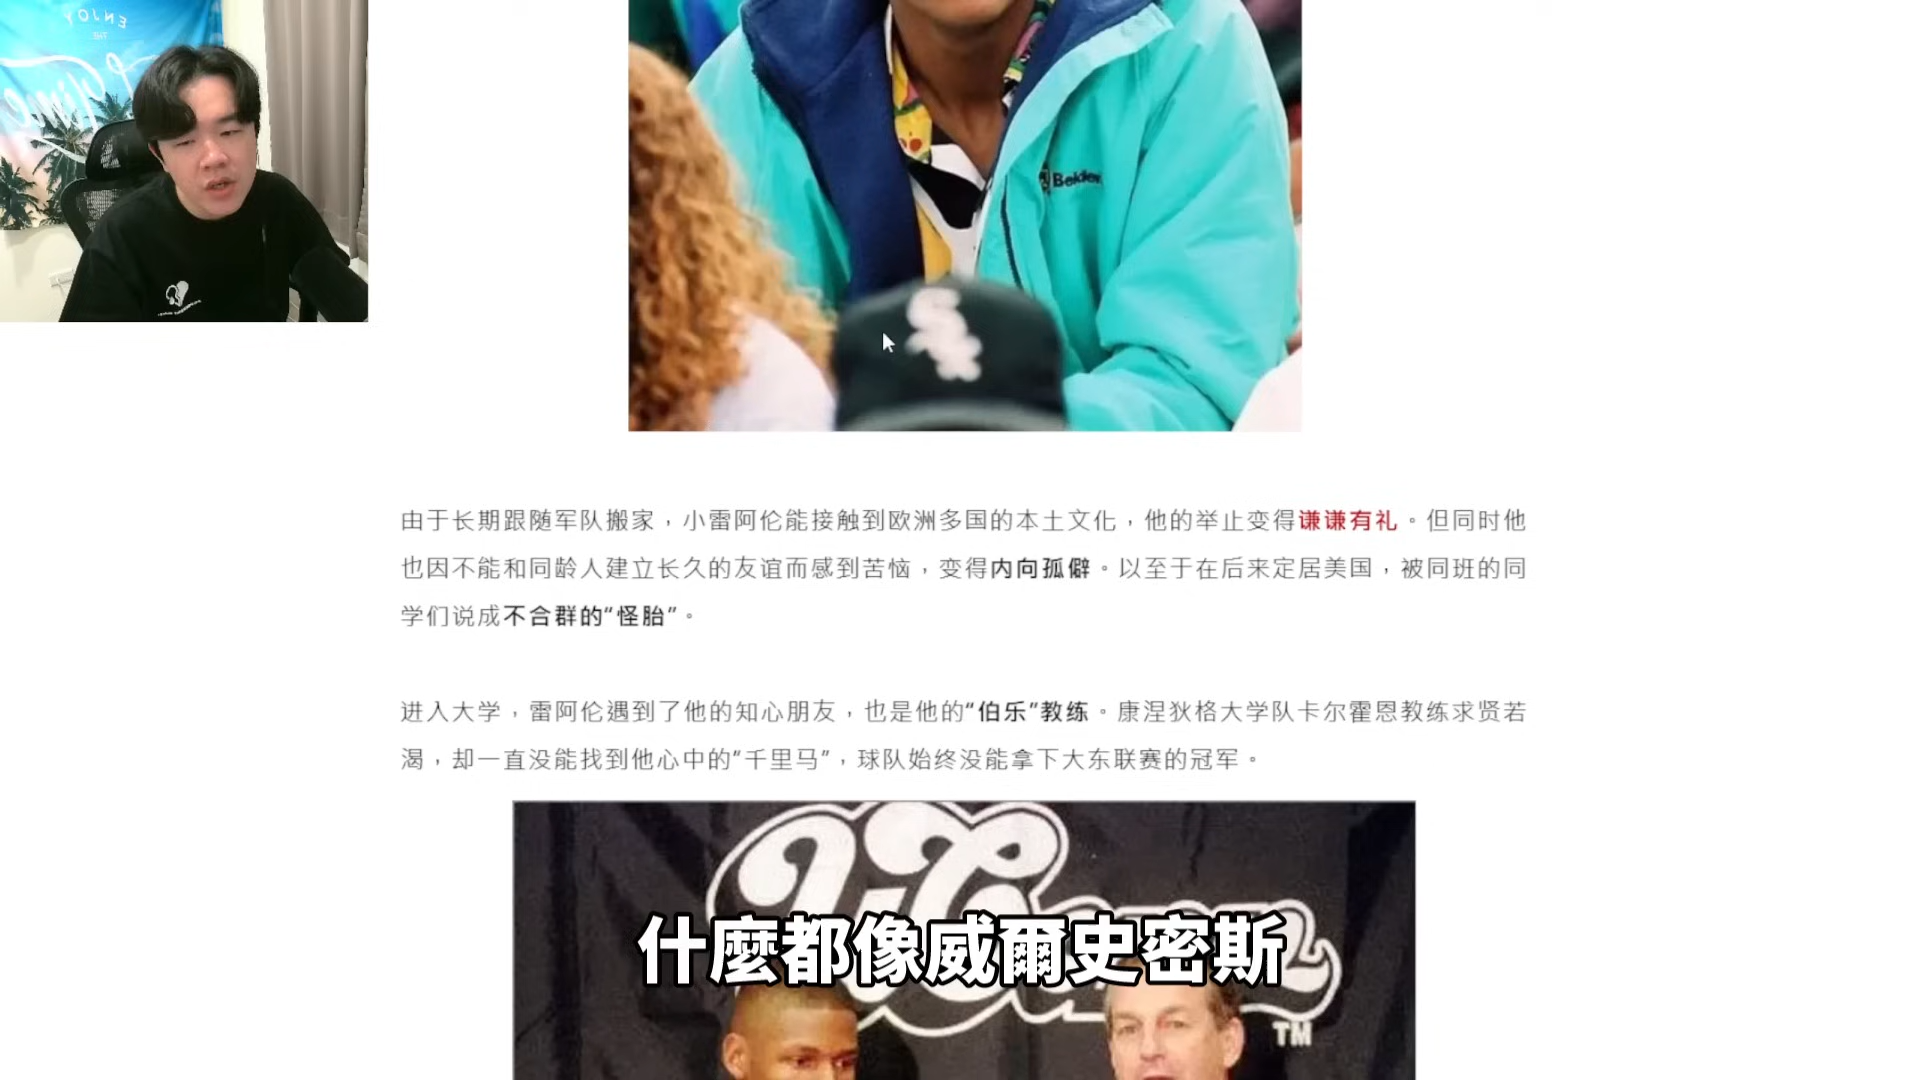 ENJOY
THE
Time
Belder
Sox
由于长期跟随军队搬家，小雷阿伦能接触到欧洲多国的本土文化，他的举止变得谦谦有礼。但同时他
也因不能和同龄人建立长久的友谊而感到苦恼，变得内向孤僻。以至于在后来定居美国，被同班的同
学们说成不合群的“怪胎”。
进入大学，雷阿伦遇到了他的知心朋友，也是他的“伯乐”教练。康涅狄格大学队卡尔霍恩教练求贤若
渴，却一直没能找到他心中的“千里马”，球队始终没能拿下大东联赛的冠军。
UConn
什麼都像威爾史密斯
TM